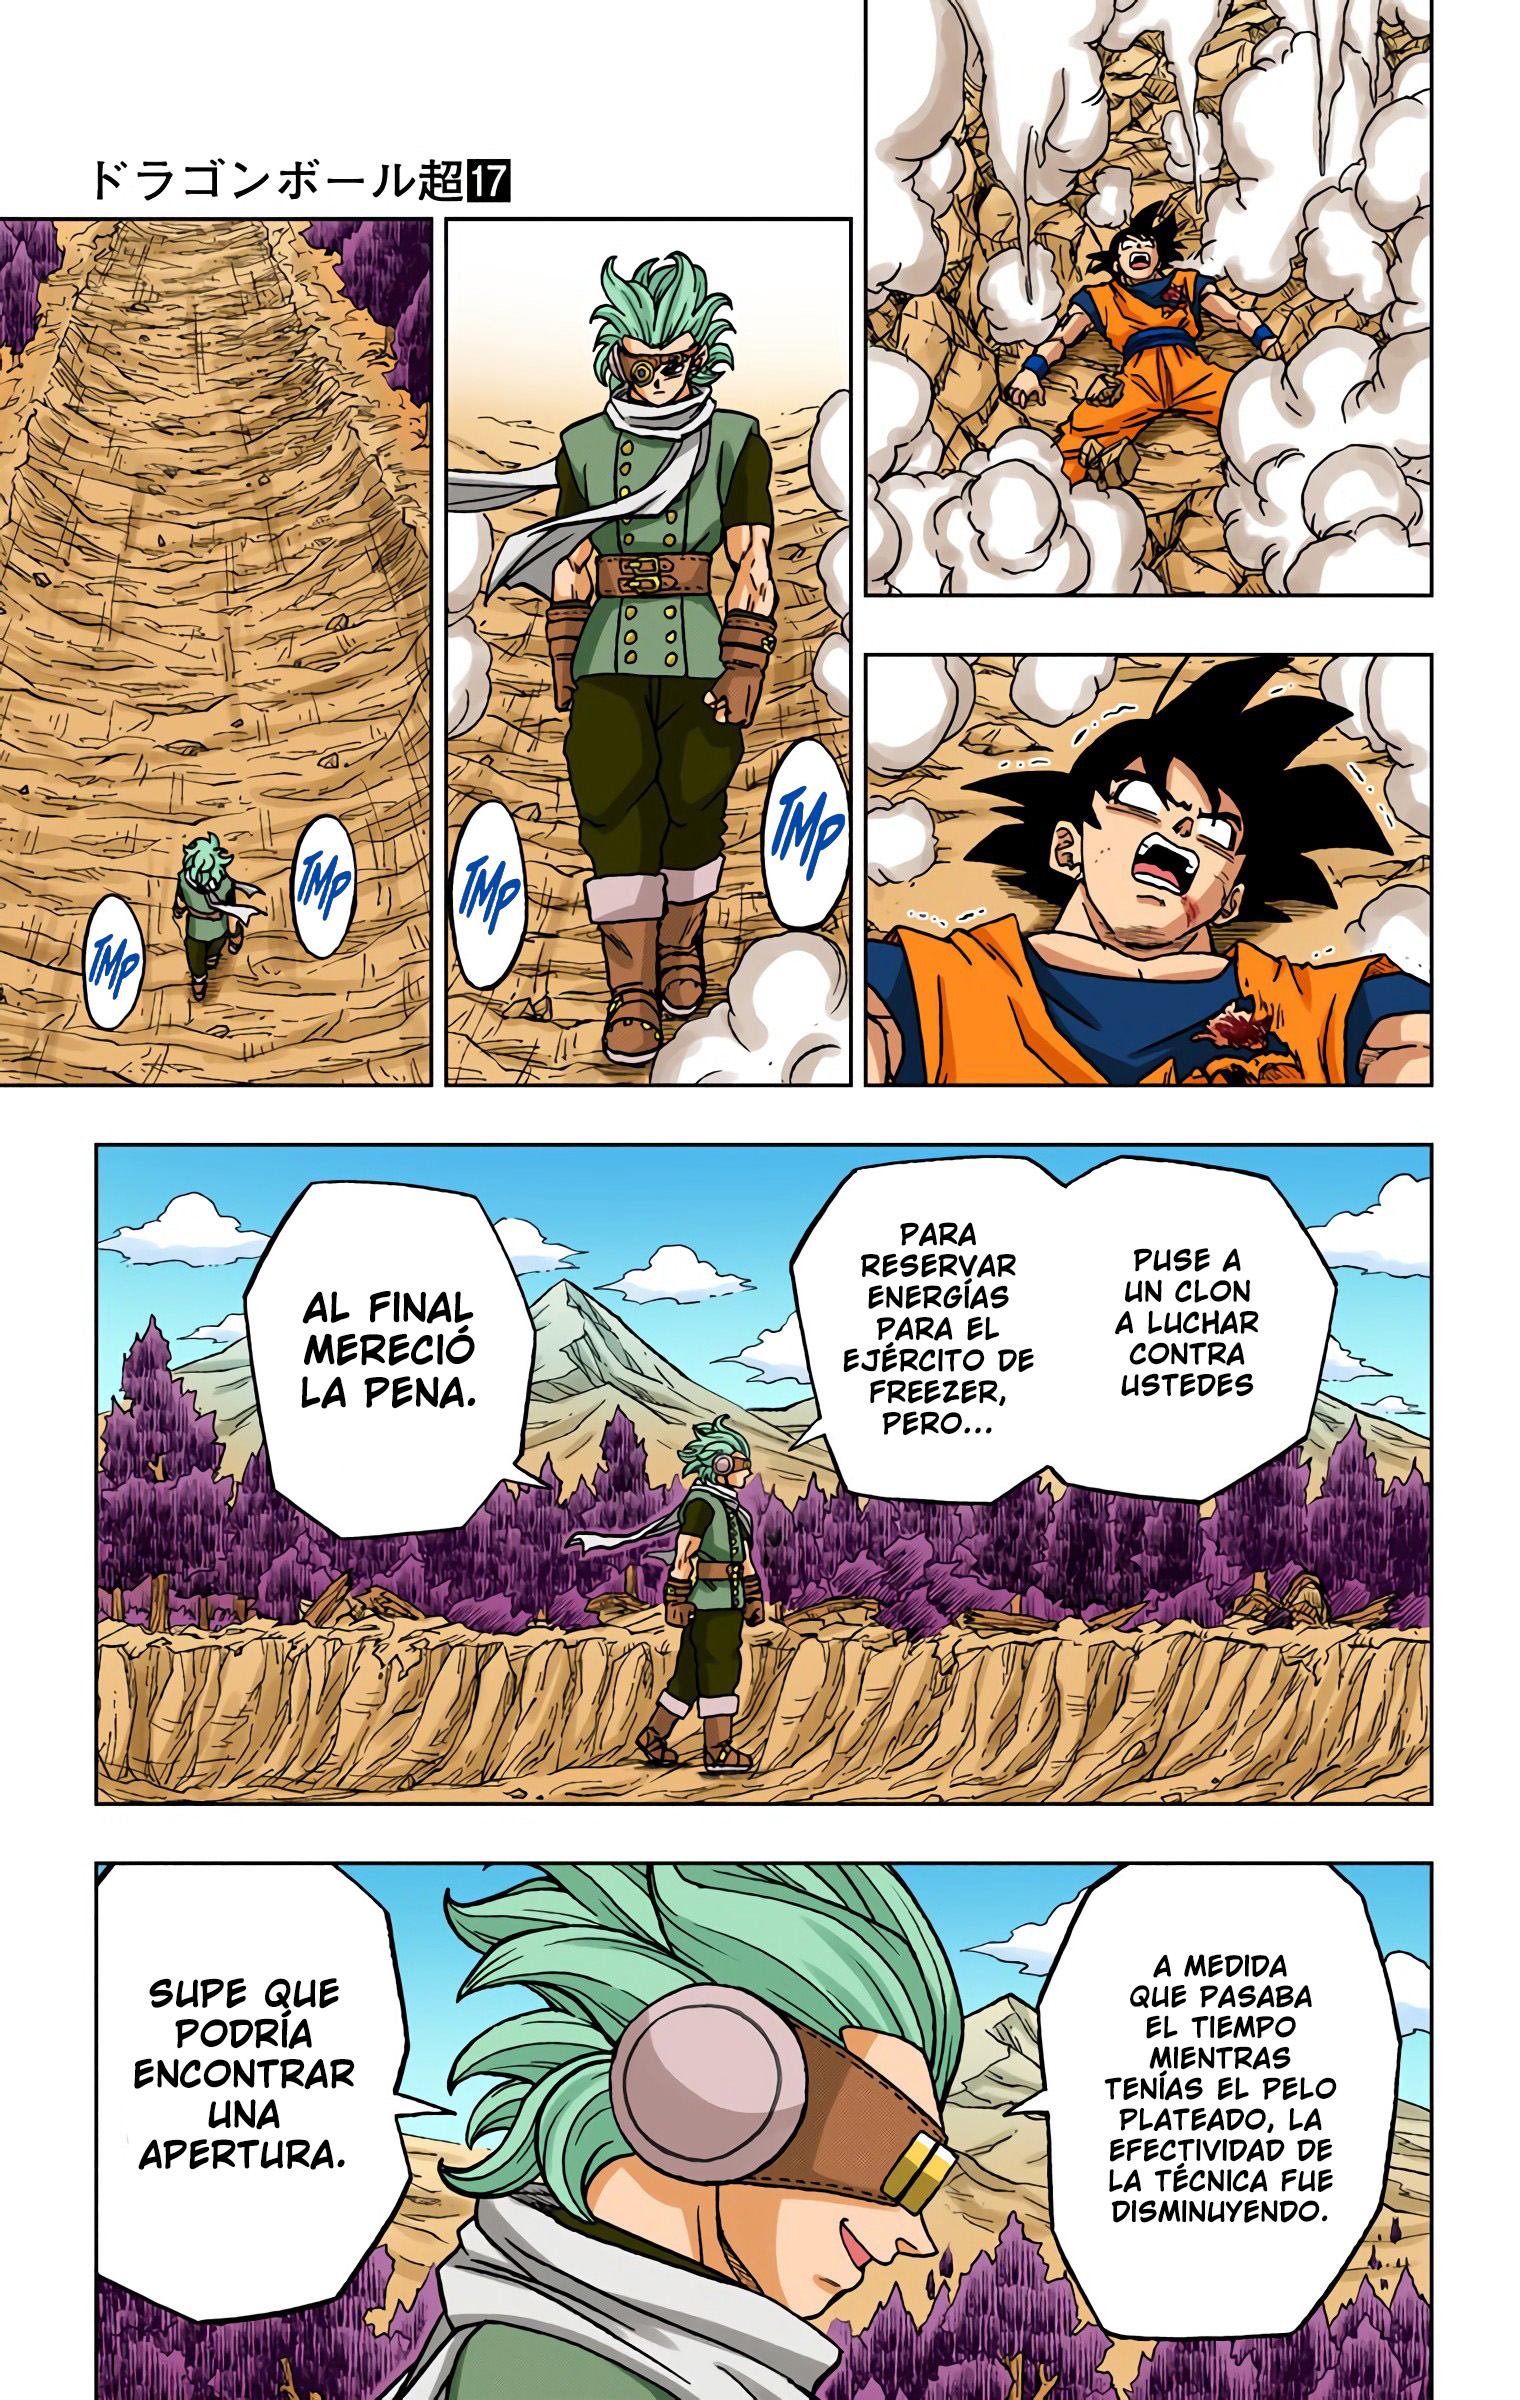 ドラゴンボール超17
TMP
TMP
TMP
TMP
PUSE A
UN CLON
A LUCHAR
CONTRA
USTEDES
PARA
RESERVAR
ENERGÍAS
PARA EL
EJÉRCITO DE
FREEZER,
PERO...
AL FINAL
MERECIÓ
LA PENA.
A MEDIDA
QUE PASABA
EL TIEMPO
MIENTRAS
TENÍAS EL PELO
PLATEADO, LA
EFECTIVIDAD DE
LA TÉCNICA FUE
DISMINUYENDO.
SUPE QUE
PODRÍA
ENCONTRAR
UNA
APERTURA.